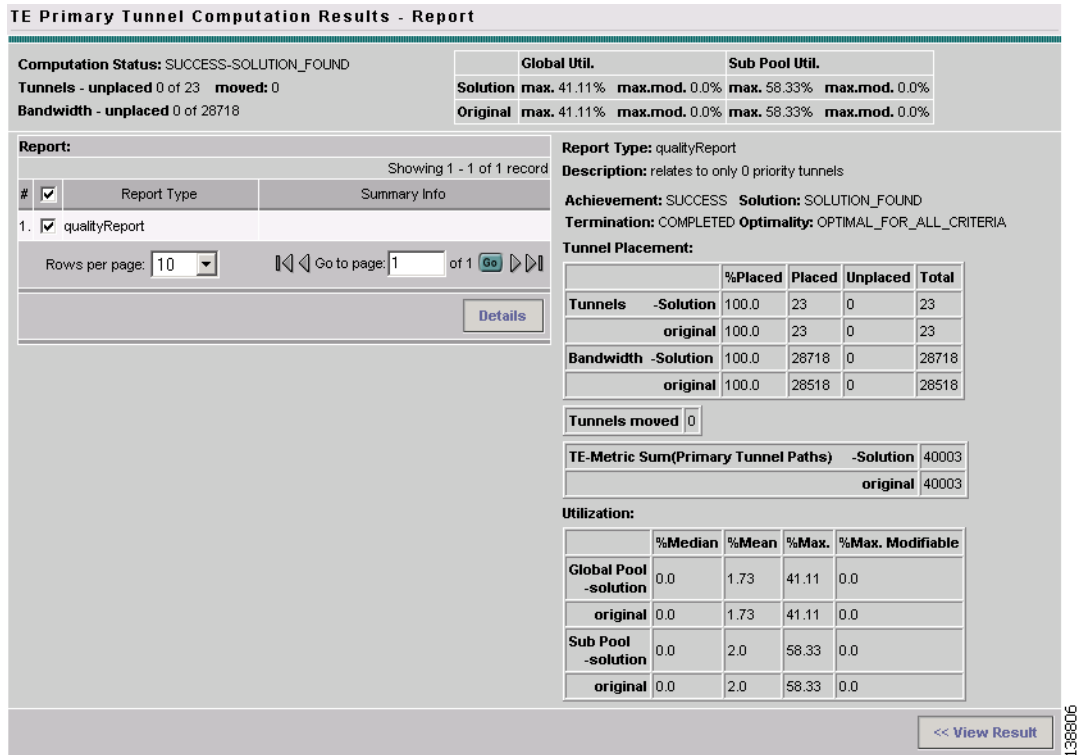 TE Primary Tunnel Computation Results - Report
Computation Status: SUCCESS-SOLUTION_FOUND
Tunnels - unplaced 0 of 23 moved: 0
Bandwidth - unplaced 0 of 28718
Global Util. Sub Pool Util.
Solution max. 41.11% max.mod. 0.0% max. 58.33% max.mod. 0.0%
Original max. 41.11% max.mod. 0.0% max. 58.33% max.mod. 0.0%
Report:
Showing 1 - 1 of 1 record
# Report Type Summary Info
1. qualityReport
Rows per page: 10 Go to page: 1 of 1 Go
Details
Report Type: qualityReport
Description: relates to only 0 priority tunnels
Achievement: SUCCESS Solution: SOLUTION_FOUND
Termination: COMPLETED Optimality: OPTIMAL_FOR_ALL_CRITERIA
Tunnel Placement:
%Placed Placed Unplaced Total
Tunnels -Solution 100.0 23 0 23
original 100.0 23 0 23
Bandwidth -Solution 100.0 28718 0 28718
original 100.0 28518 0 28518
Tunnels moved 0
TE-Metric Sum(Primary Tunnel Paths) -Solution 40003
original 40003
Utilization:
%Median %Mean %Max. %Max. Modifiable
Global Pool
-solution 0.0 1.73 41.11 0.0
original 0.0 1.73 41.11 0.0
Sub Pool
-solution 0.0 2.0 58.33 0.0
original 0.0 2.0 58.33 0.0
<< View Result
138806